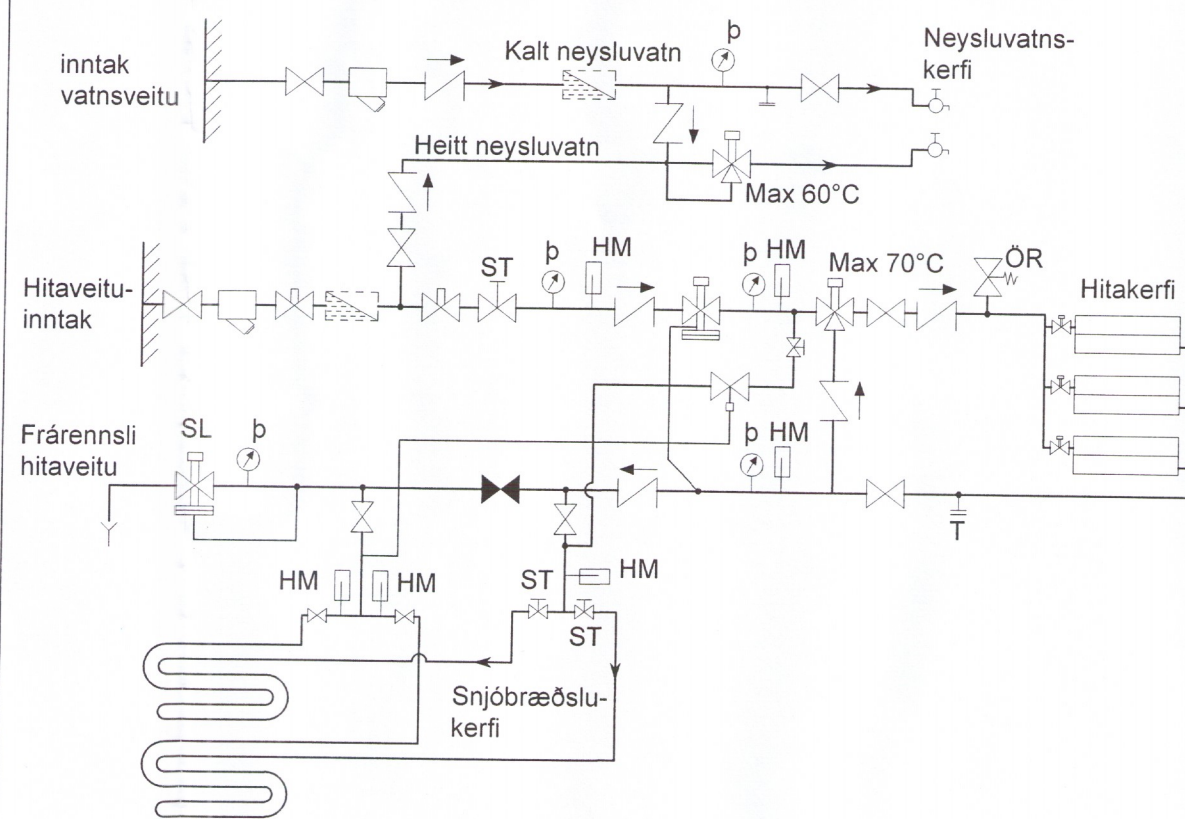 inntak
vatnsveitu
Kalt neysluvatn
þ
Neysluvatns-
kerfi
Heitt neysluvatn
Max 60°C
Hitaveitu-
inntak
ST
þ
HM
þ
HM
Max 70°C
ÖR
Hitakerfi
Frárennsli
hitaveitu
SL
þ
þ
HM
T
HM
HM
ST
HM
ST
Snjóbræðslu-
kerfi